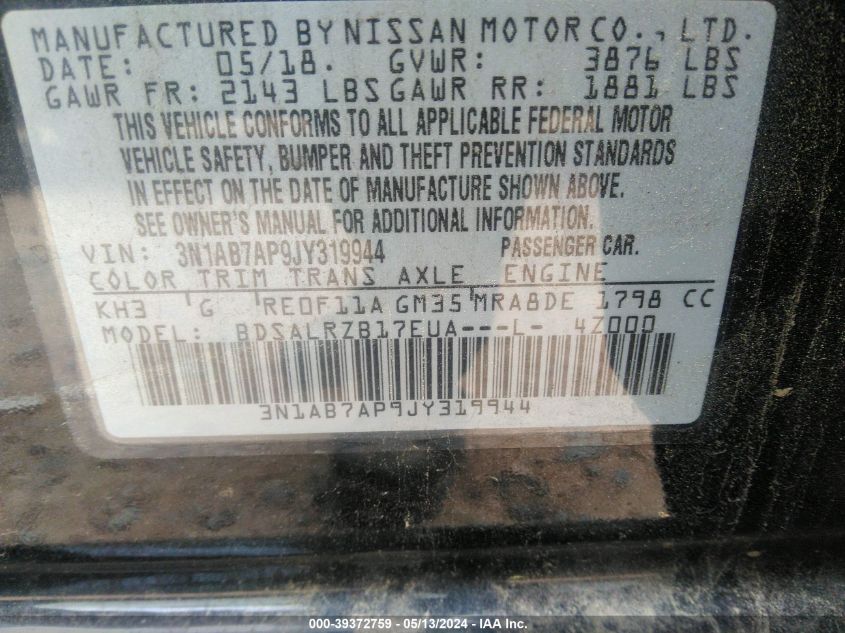 MANUFACTURED BY NISSAN MOTOR CO., LTD.
DATE: 05/18. GVWR: 3876 LBS
GAWR FR: 2143 LBS GAWR RR: 1881 LBS
THIS VEHICLE CONFORMS TO ALL APPLICABLE FEDERAL MOTOR
VEHICLE SAFETY, BUMPER AND THEFT PREVENTION STANDARDS
IN EFFECT ON THE DATE OF MANUFACTURE SHOWN ABOVE.
SEE OWNER'S MANUAL FOR ADDITIONAL INFORMATION.
VIN: 3N1AB7AP9JY319944 PASSENGER CAR.
COLOR TRIM TRANS AXLE ENGINE
KH3 G RE0F11A GM35 MRA8DE 1798 CC
MODEL: BDSALRZB17EUA---L- 4Z000
3N1AB7AP9JY319944
000-39372759 - 05/13/2024 - IAA Inc.